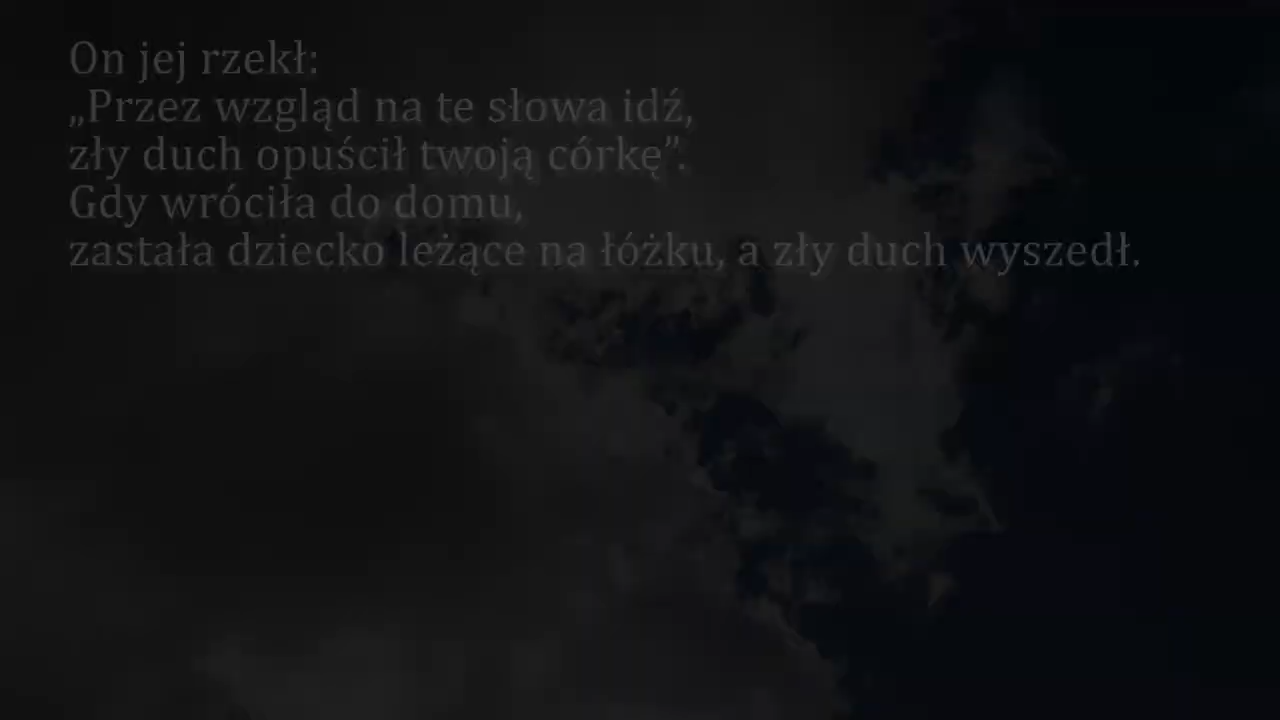 On jej rzekł:
„Przez wzgląd na te słowa idź,
zły duch opuścił twoją córkę”.
Gdy wróciła do domu,
zastała dziecko leżące na łóżku, a zły duch wyszedł.